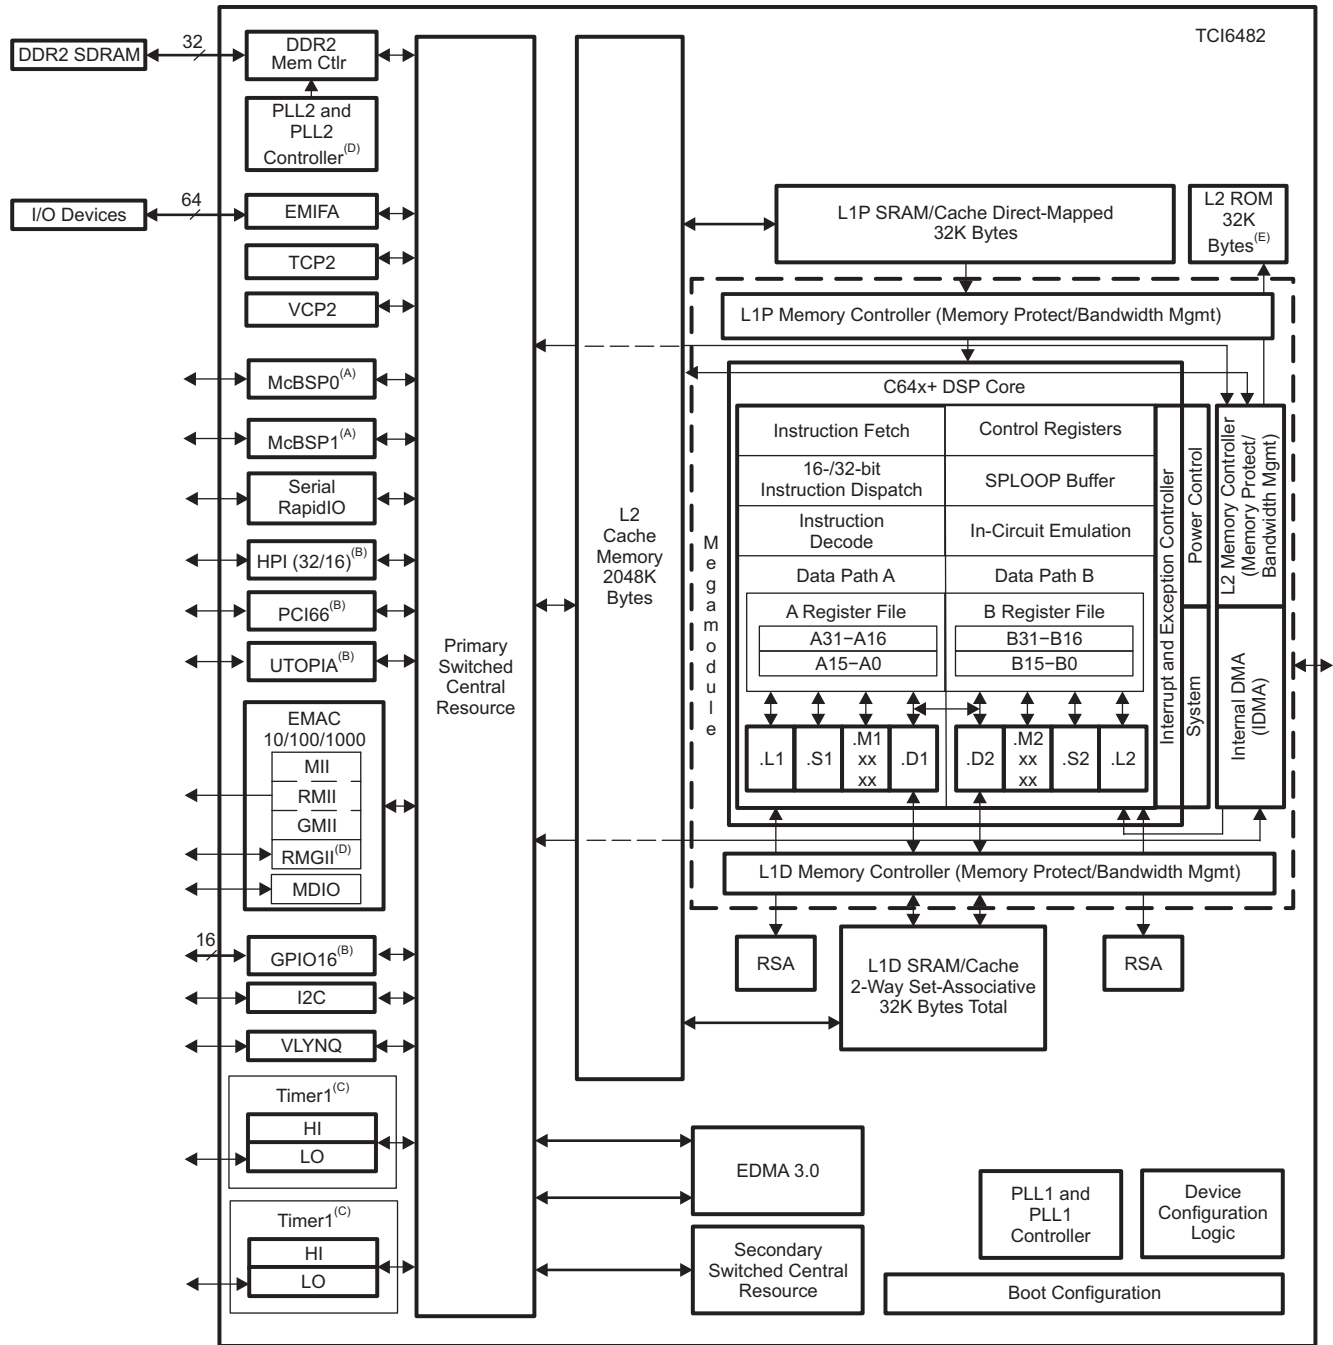 TCI6482
DDR2 SDRAM
32
DDR2
Mem Ctlr
PLL2 and
PLL2
Controller(D)
I/O Devices
64
EMIFA
TCP2
VCP2
McBSP0(A)
McBSP1(A)
Serial
RapidIO
HPI (32/16)(B)
PCI66(B)
UTOPIA(B)
EMAC
10/100/1000
MII
RMII
GMII
RMGII(D)
MDIO
16
GPIO16(B)
I2C
VLYNQ
Timer1(C)
HI
LO
Timer1(C)
HI
LO
Primary
Switched
Central
Resource
L2
Cache
Memory
2048K
Bytes
L1P SRAM/Cache Direct-Mapped
32K Bytes
L2 ROM
32K
Bytes(E)
L1P Memory Controller (Memory Protect/Bandwidth Mgmt)
Megamodule
C64x+ DSP Core
Instruction Fetch
Control Registers
16-/32-bit
Instruction Dispatch
SPLOOP Buffer
Instruction
Decode
In-Circuit Emulation
Data Path A
Data Path B
A Register File
A31−A16
A15−A0
B Register File
B31−B16
B15−B0
.L1
.S1
.M1
xx
xx
.D1
.D2
.M2
xx
xx
.S2
.L2
Interrupt and Exception Controller
Power Control
System
L2 Memory Controller
(Memory Protect/
Bandwidth Mgmt)
Internal DMA
(IDMA)
L1D Memory Controller (Memory Protect/Bandwidth Mgmt)
RSA
L1D SRAM/Cache
2-Way Set-Associative
32K Bytes Total
RSA
EDMA 3.0
Secondary
Switched Central
Resource
PLL1 and
PLL1
Controller
Device
Configuration
Logic
Boot Configuration